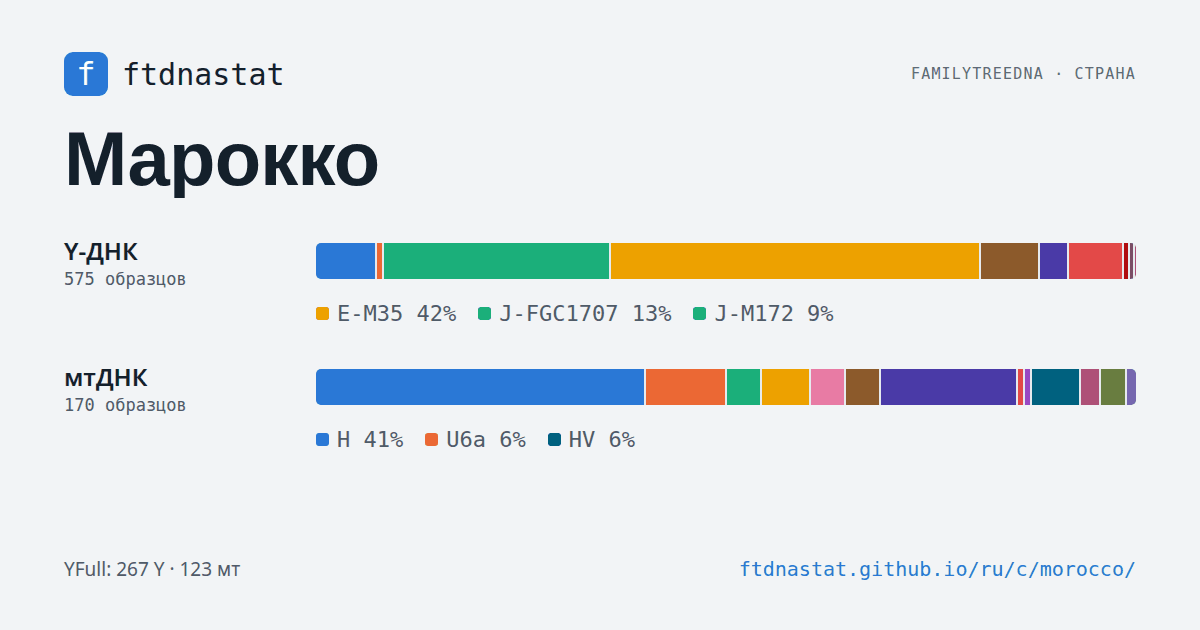 f ftdnastat
FAMILYTREEDNA · СТРАНА
Марокко
Y-ДНК
575 образцов
E-M35 42% J-FGC1707 13% J-M172 9%
мтДНК
170 образцов
H 41% U6a 6% HV 6%
YFull: 267 Y · 123 мт
ftdnastat.github.io/ru/c/morocco/